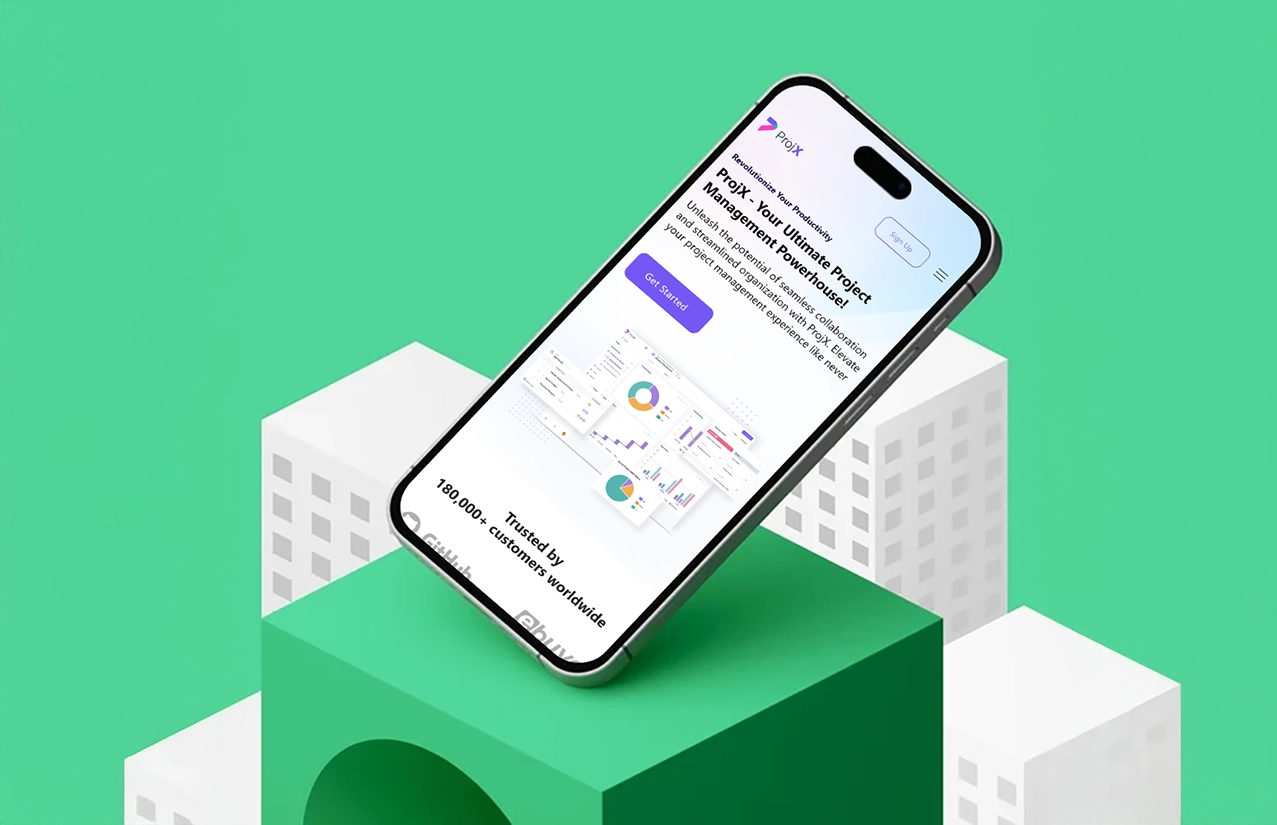 ProjX
Sign Up
Revolutionize Your Productivity
ProjX - Your Ultimate Project
Management Powerhouse!
Unleash the potential of seamless collaboration
and streamlined organization with ProjX. Elevate
your project management experience like never
Get Started
Trusted by
180,000+ customers worldwide
GitHub